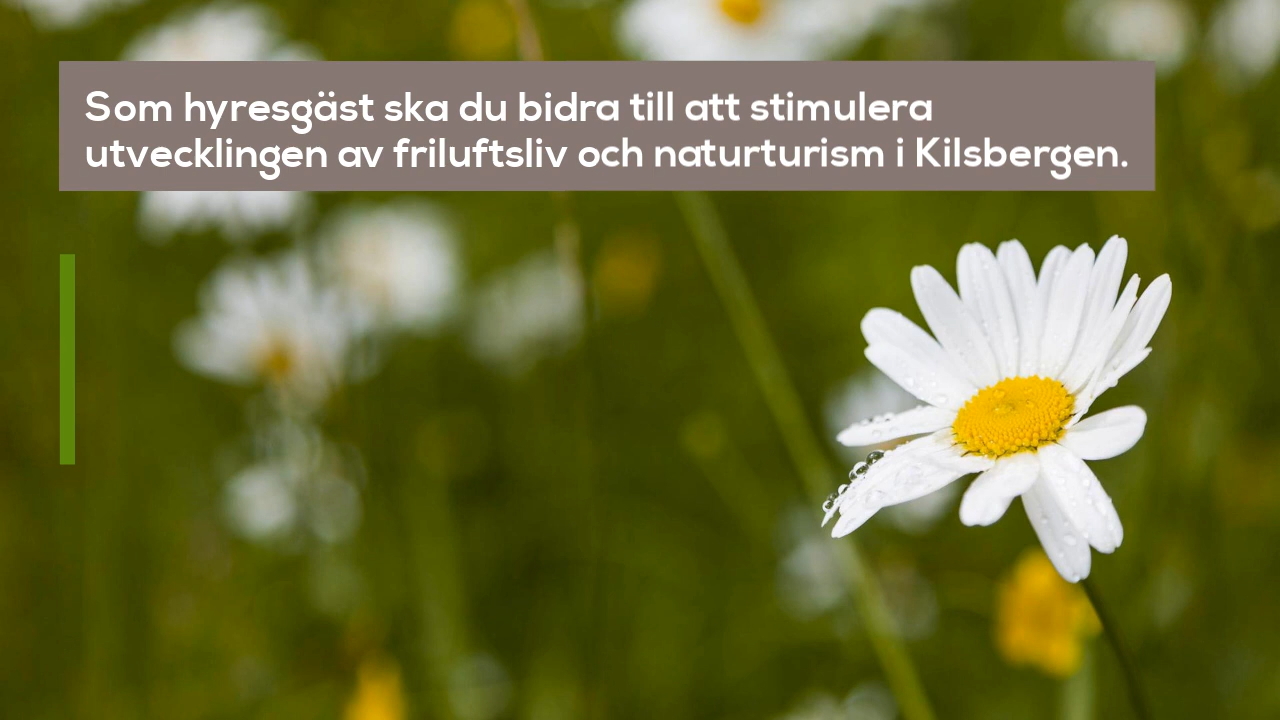 Som hyresgäst ska du bidra till att stimulera
utvecklingen av friluftsliv och naturturism i Kilsbergen.